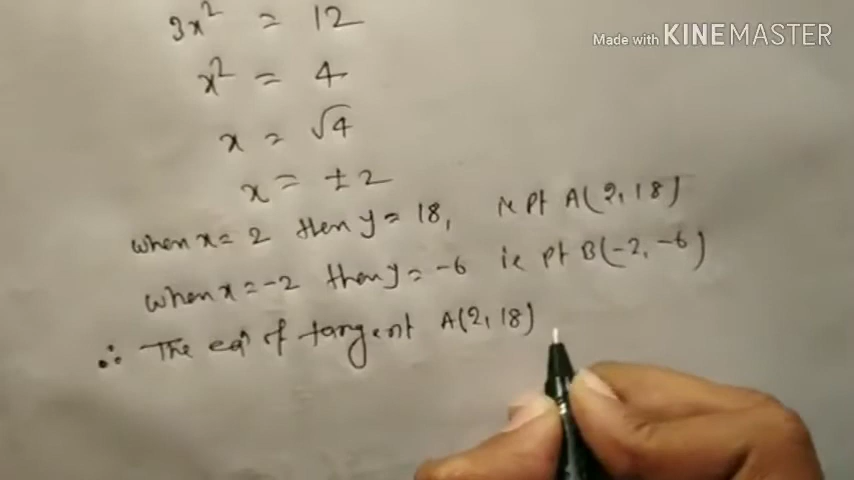 Made with KINEMASTER
3x² = 12
x² = 4
x = √4
x = ±2
when x = 2 then y = 18, ie pt A(2, 18)
when x = -2 then y = -6 ie pt B(-2, -6)
∴ The eqⁿ of tangent A(2, 18)